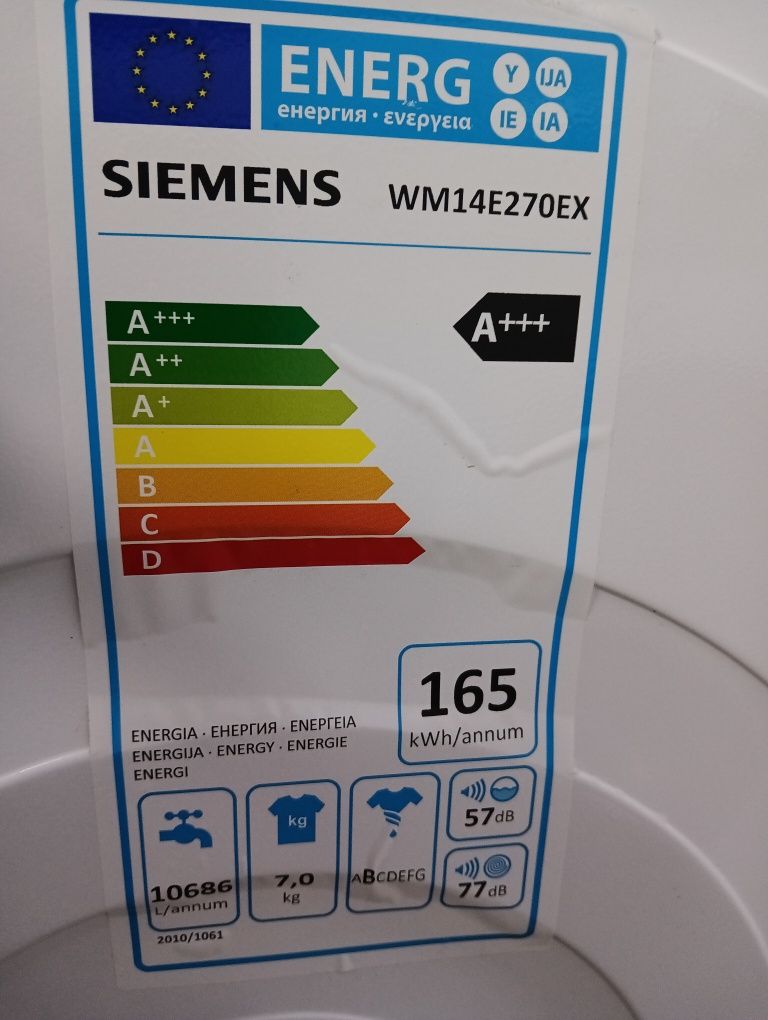 ENERG Y IJA
енергия · ενεργεια IE IA
SIEMENS WM14E270EX
A+++ A+++
A++
A+
A
B
C
D
165
kWh/annum
ENERGIA · ЕНЕРГИЯ · ΕΝΕΡΓΕΙΑ
ENERGIJA · ENERGY · ENERGIE
ENERGI
kg
57dB
10686
L/annum
7,0
kg
ABCDEFG
77dB
2010/1061